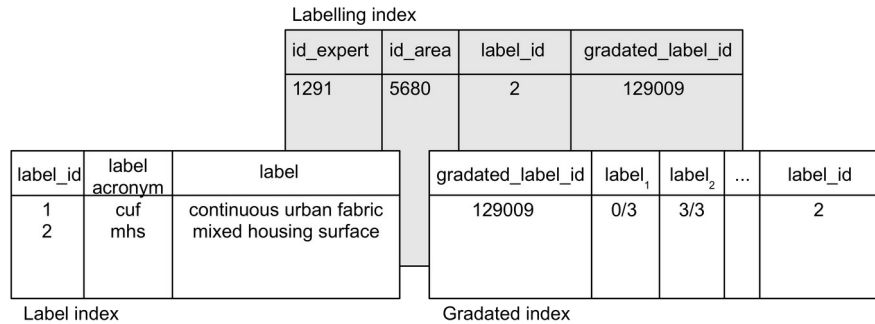 Labelling index
id_expert id_area label_id gradated_label_id
1291 5680 2 129009
label_id label acronym label
1 cuf continuous urban fabric
2 mhs mixed housing surface
Label index
gradated_label_id label₁ label₂ ... label_id
129009 0/3 3/3 2
Gradated index